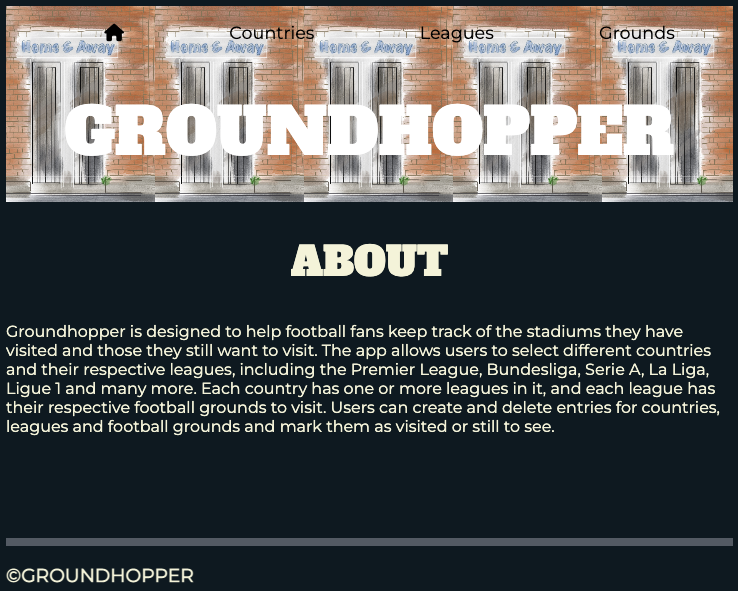 Countries Leagues Grounds
Home & Away Home & Away Home & Away Home & Away Home & Away
GROUNDHOPPER
ABOUT
Groundhopper is designed to help football fans keep track of the stadiums they have
visited and those they still want to visit. The app allows users to select different countries
and their respective leagues, including the Premier League, Bundesliga, Serie A, La Liga,
Ligue 1 and many more. Each country has one or more leagues in it, and each league has
their respective football grounds to visit. Users can create and delete entries for countries,
leagues and football grounds and mark them as visited or still to see.
©GROUNDHOPPER